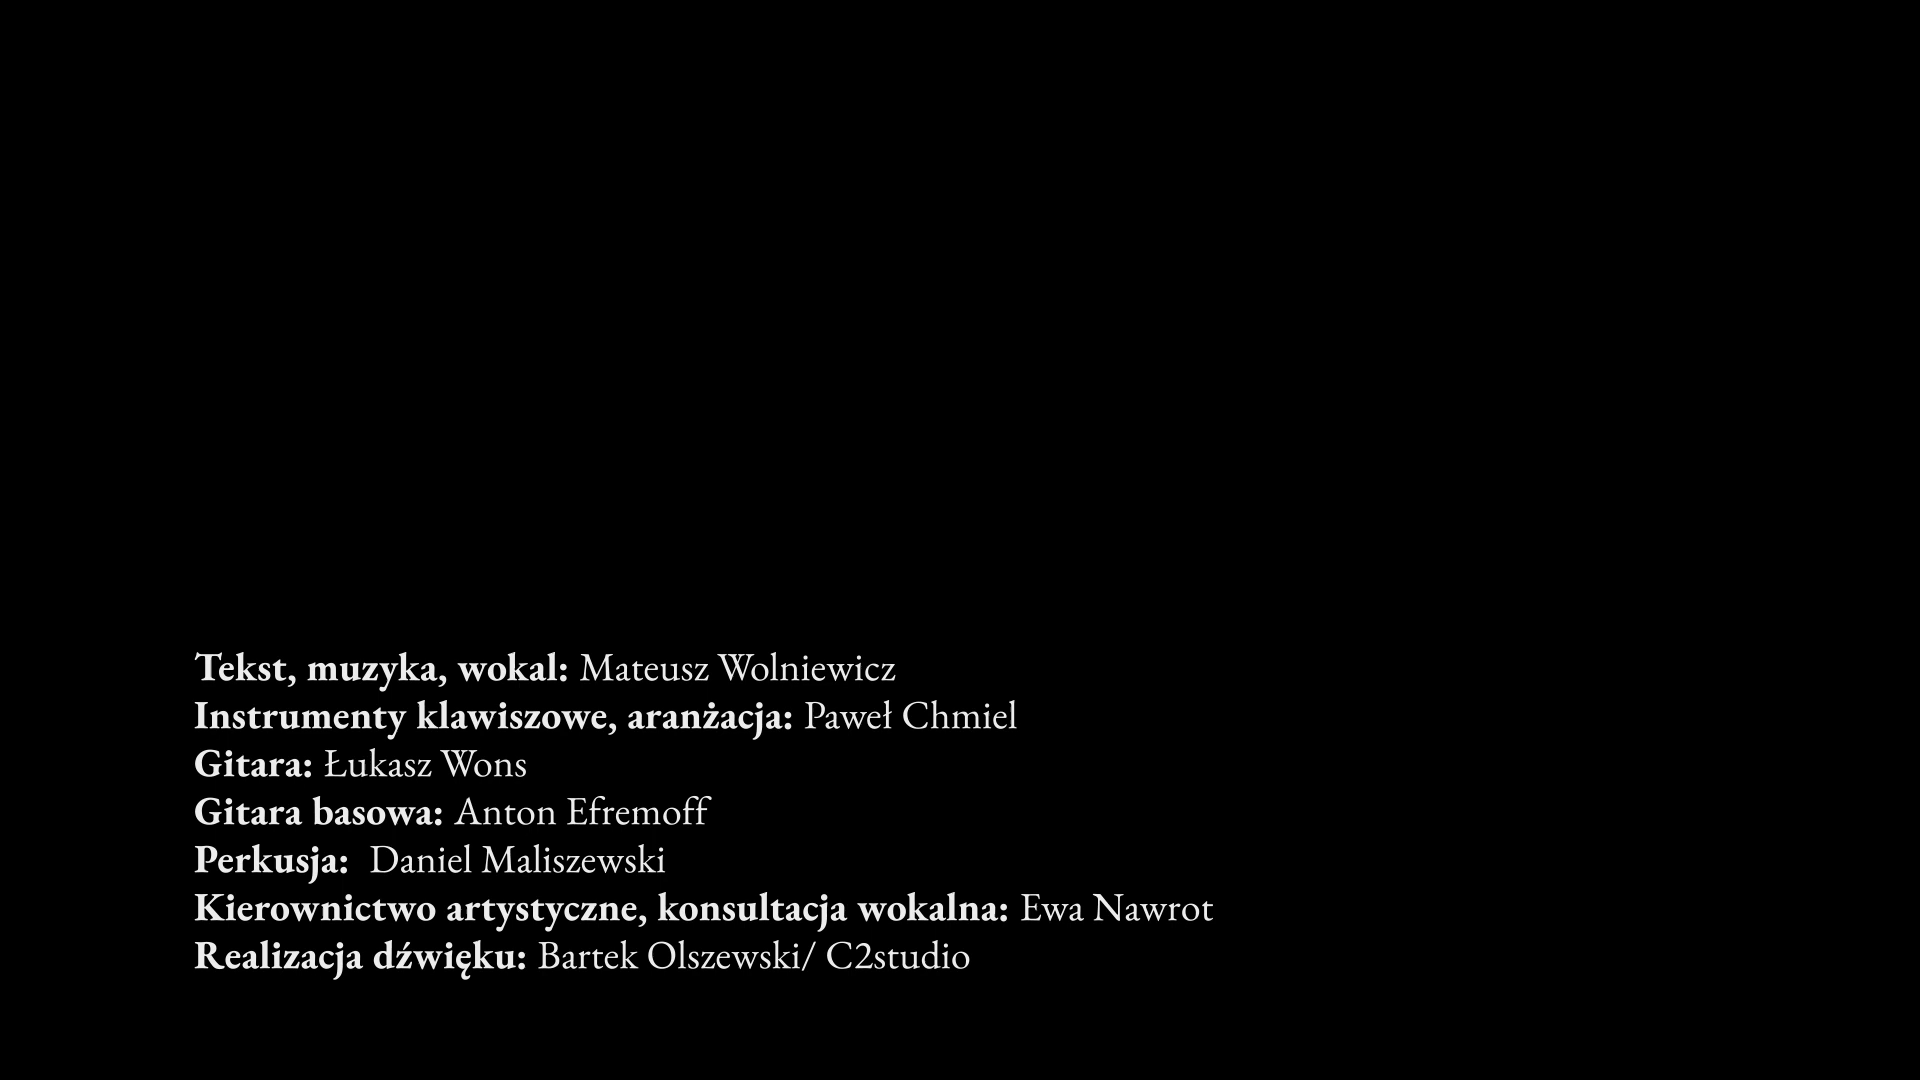 Tekst, muzyka, wokal: Mateusz Wolniewicz
Instrumenty klawiszowe, aranżacja: Paweł Chmiel
Gitara: Łukasz Wons
Gitara basowa: Anton Efremoff
Perkusja:  Daniel Maliszewski
Kierownictwo artystyczne, konsultacja wokalna: Ewa Nawrot
Realizacja dźwięku: Bartek Olszewski/ C2studio